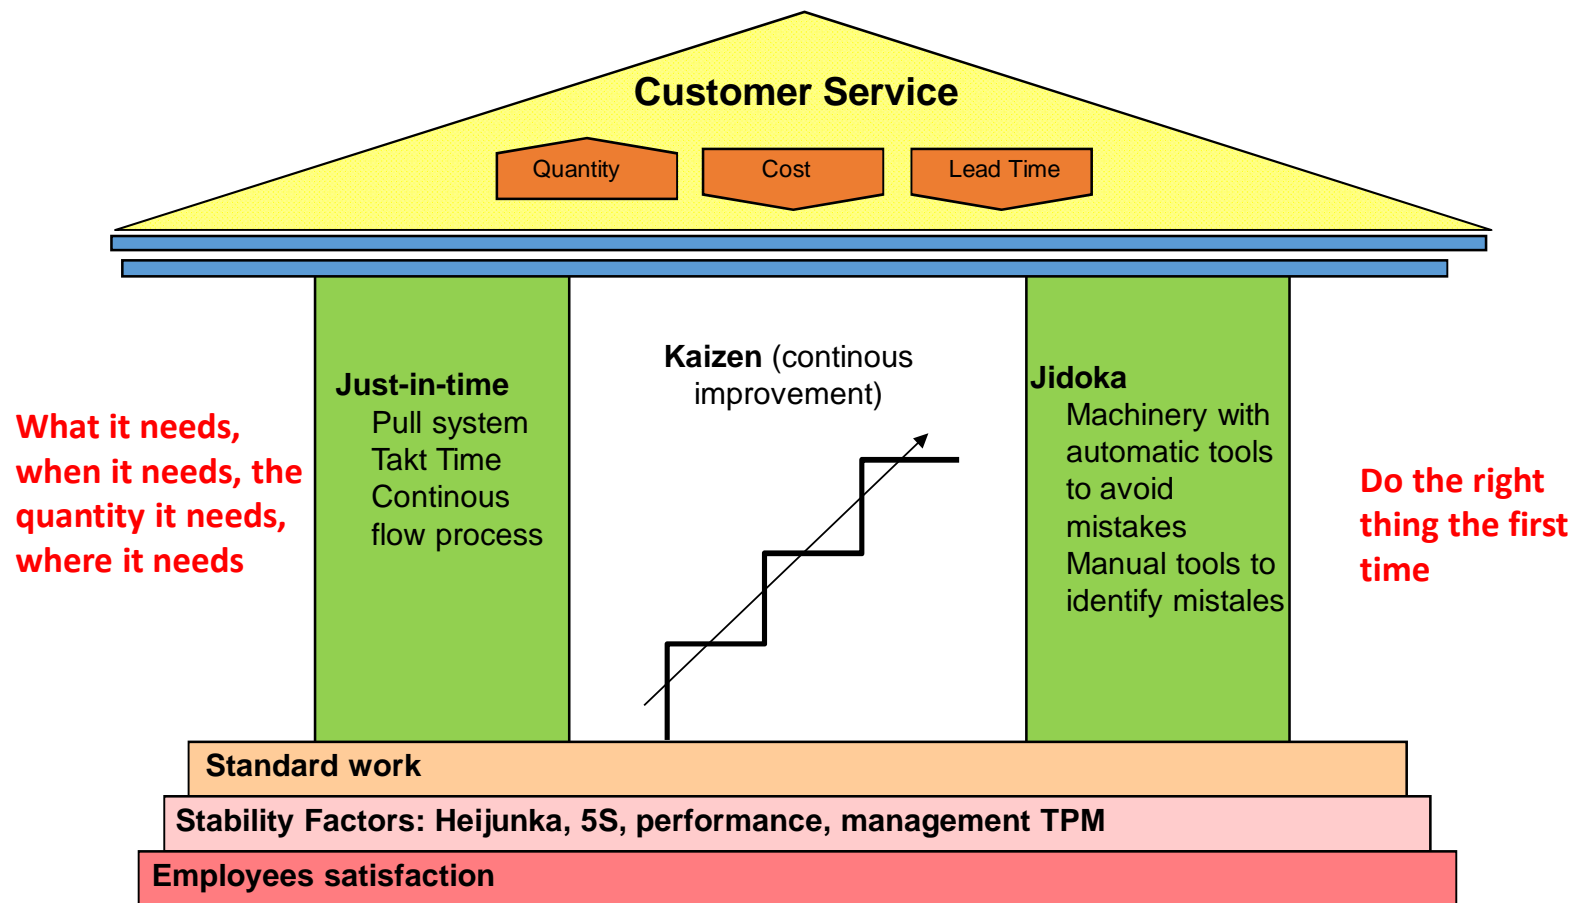 Customer Service
Quantity
Cost
Lead Time
What it needs,
when it needs, the
quantity it needs,
where it needs
Just-in-time
Pull system
Takt Time
Continous
flow process
Kaizen (continous
improvement)
Jidoka
Machinery with
automatic tools
to avoid
mistakes
Manual tools to
identify mistales
Do the right
thing the first
time
Standard work
Stability Factors: Heijunka, 5S, performance, management TPM
Employees satisfaction